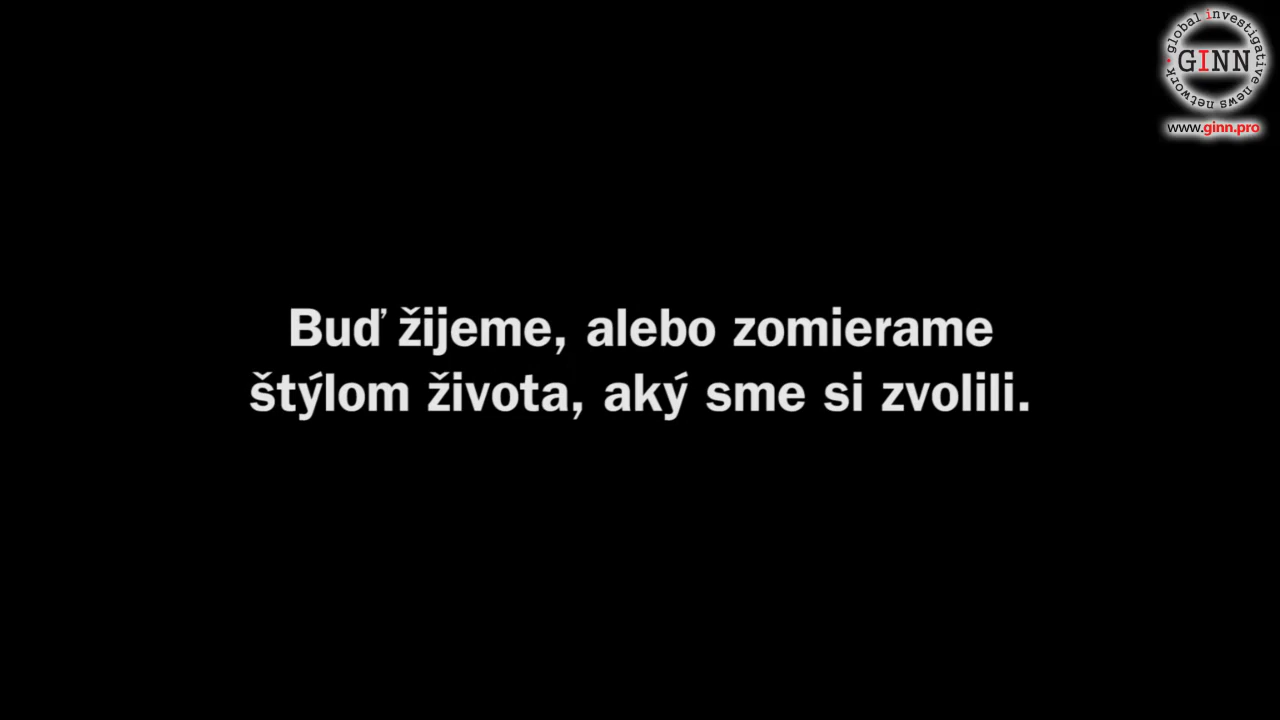 global investigative news network
GINN
www.ginn.pro
Buď žijeme, alebo zomierame
štýlom života, aký sme si zvolili.